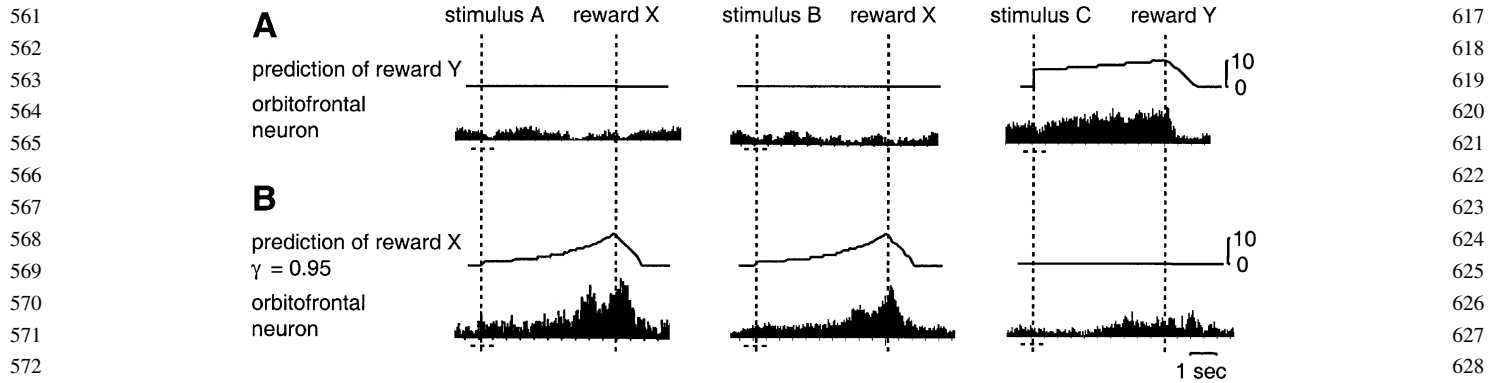 561 617
A stimulus A reward X stimulus B reward X stimulus C reward Y
562 618
prediction of reward Y 10
563 0 619
orbitofrontal
564 620
neuron
565 621
566 622
B
567 623
568 prediction of reward X 10 624
569 γ = 0.95 0 625
570 orbitofrontal 626
571 neuron 627
572 1 sec 628